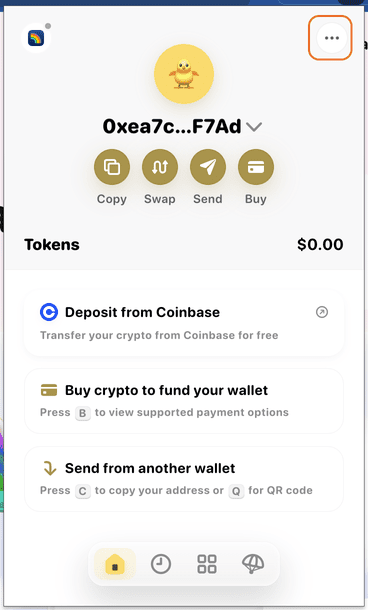 0xea7c...F7Ad
Copy Swap Send Buy
Tokens $0.00
Deposit from Coinbase
Transfer your crypto from Coinbase for free
Buy crypto to fund your wallet
Press B to view supported payment options
Send from another wallet
Press C to copy your address or Q for QR code